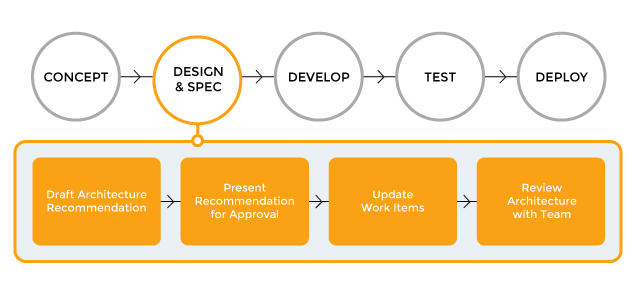 CONCEPT
DESIGN
& SPEC
DEVELOP
TEST
DEPLOY
Draft Architecture
Recommendation
Present
Recommendation
for Approval
Update
Work Items
Review
Architecture
with Team